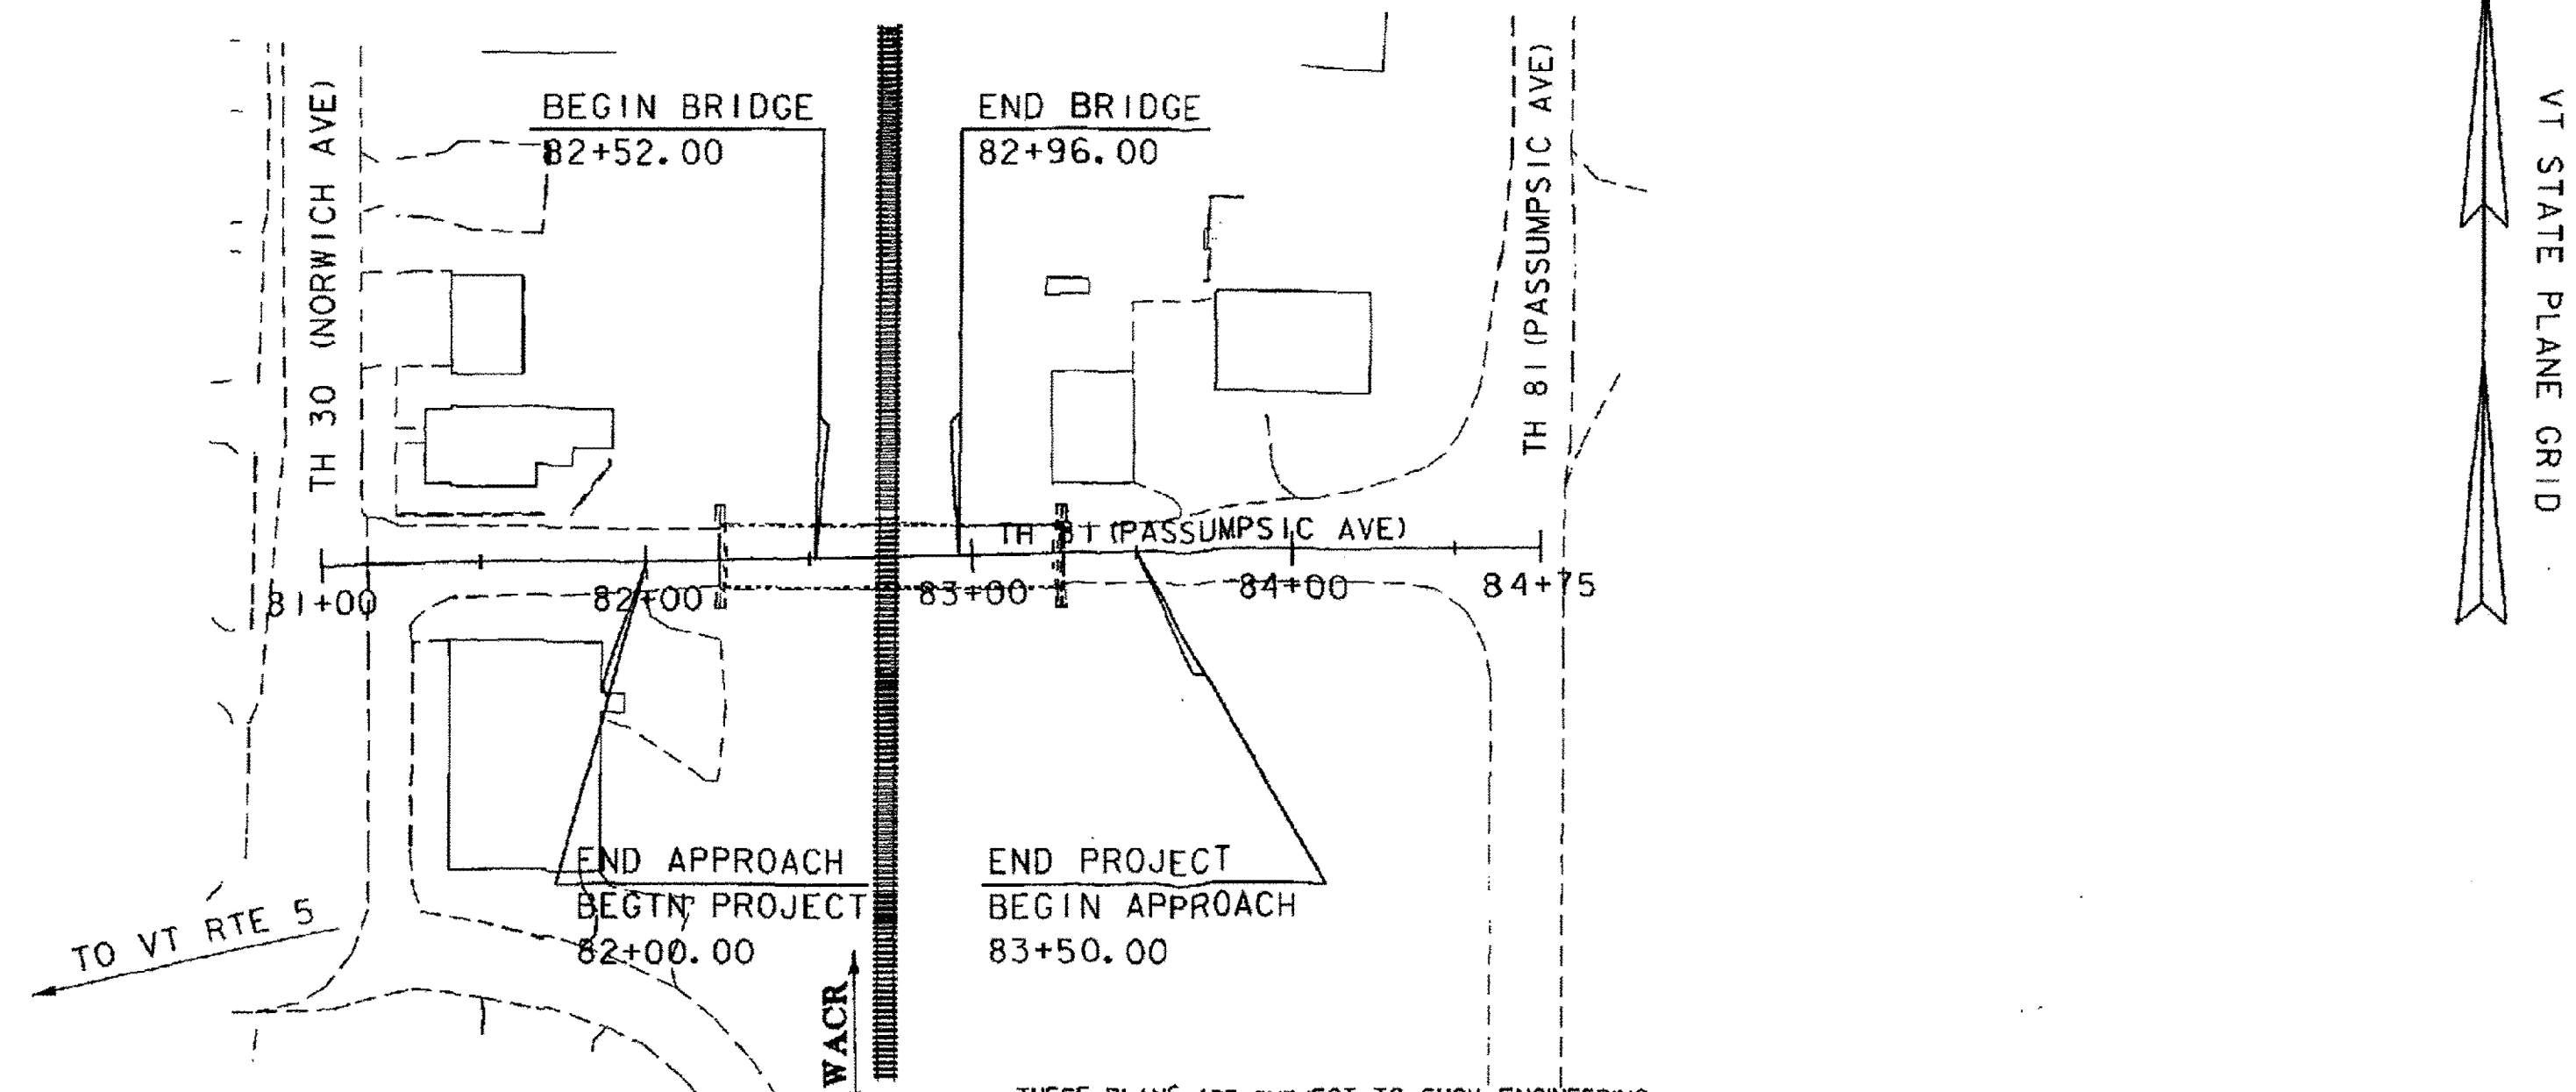 BEGIN BRIDGE
82+52.00
END BRIDGE
82+96.00
TH 30 (NORWICH AVE)
TH 81 (PASSUMPSIC AVE)
VT STATE PLANE GRID
TH 81 (PASSUMPSIC AVE)
81+00
82+00
83+00
84+00
84+75
END APPROACH
BEGIN PROJECT
82+00.00
END PROJECT
BEGIN APPROACH
83+50.00
TO VT RTE 5
WACR